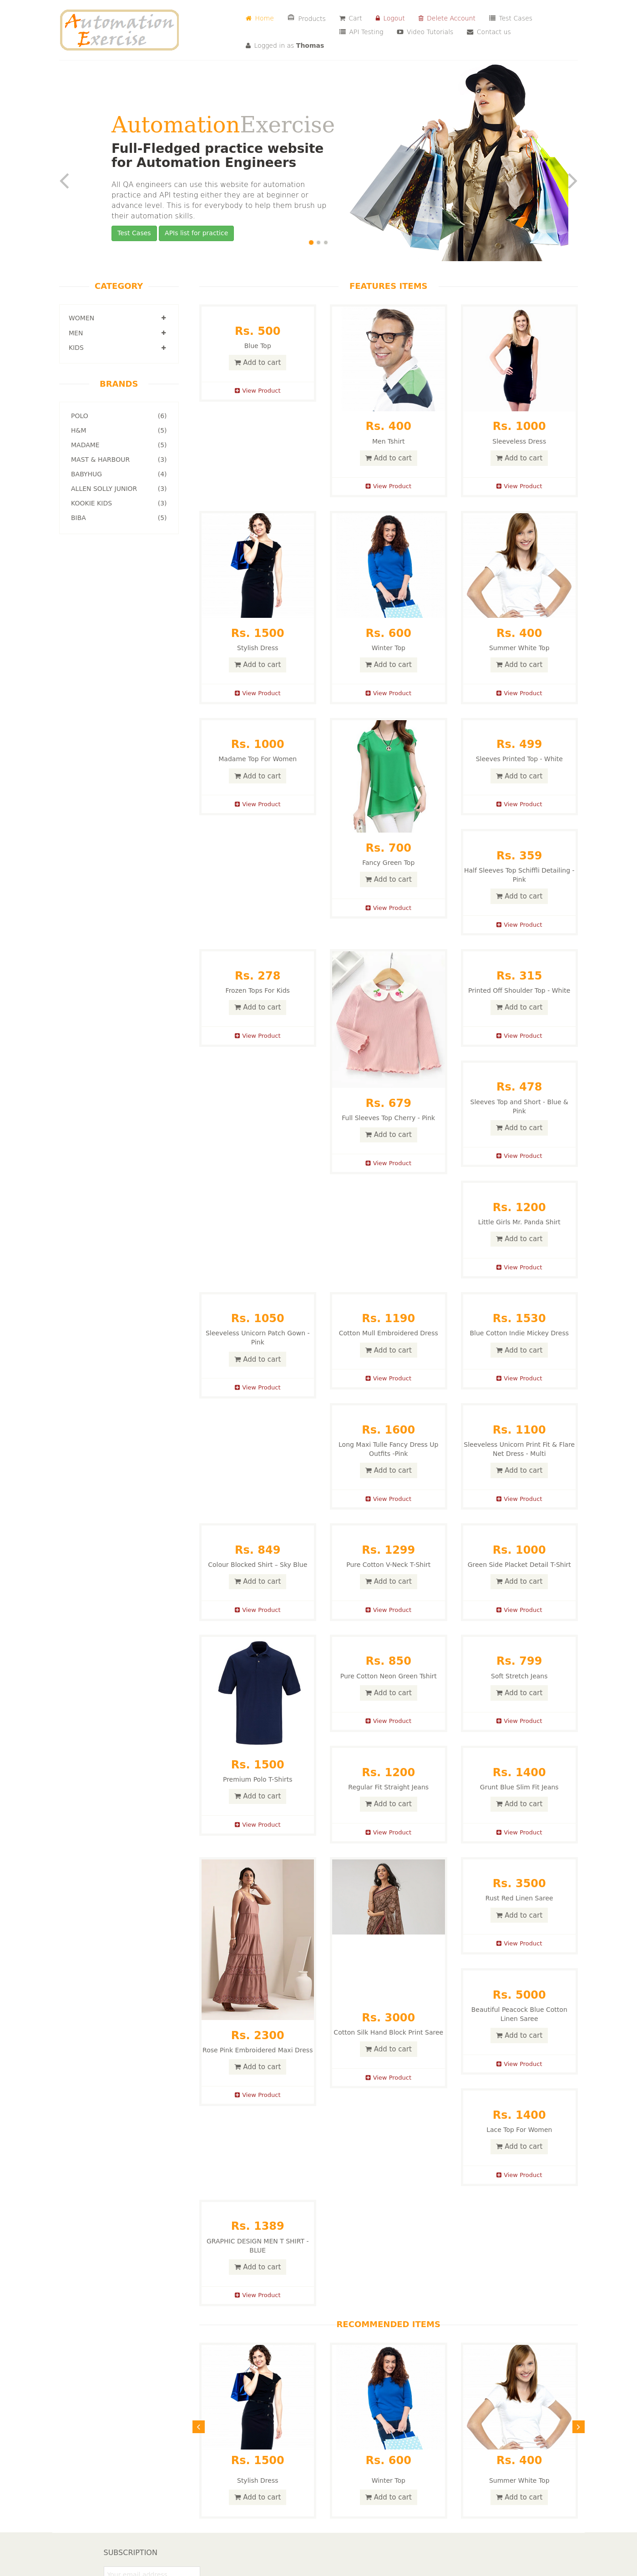 Automation
Exercise
Home
Products
Cart
Logout
Delete Account
Test Cases
API Testing
Video Tutorials
Contact us
Logged in as Thomas
AutomationExercise
Full-Fledged practice website
for Automation Engineers
All QA engineers can use this website for automation
practice and API testing either they are at beginner or
advance level. This is for everybody to help them brush up
their automation skills.
Test Cases
APIs list for practice
CATEGORY
WOMEN
MEN
KIDS
BRANDS
POLO (6)
H&M (5)
MADAME (5)
MAST & HARBOUR (3)
BABYHUG (4)
ALLEN SOLLY JUNIOR (3)
KOOKIE KIDS (3)
BIBA (5)
FEATURES ITEMS
Rs. 500
Blue Top
Add to cart
View Product
Rs. 400
Men Tshirt
Add to cart
View Product
Rs. 1000
Sleeveless Dress
Add to cart
View Product
Rs. 1500
Stylish Dress
Add to cart
View Product
Rs. 600
Winter Top
Add to cart
View Product
Rs. 400
Summer White Top
Add to cart
View Product
Rs. 1000
Madame Top For Women
Add to cart
View Product
Rs. 700
Fancy Green Top
Add to cart
View Product
Rs. 499
Sleeves Printed Top - White
Add to cart
View Product
Rs. 359
Half Sleeves Top Schiffli Detailing -
Pink
Add to cart
View Product
Rs. 278
Frozen Tops For Kids
Add to cart
View Product
Rs. 679
Full Sleeves Top Cherry - Pink
Add to cart
View Product
Rs. 315
Printed Off Shoulder Top - White
Add to cart
View Product
Rs. 478
Sleeves Top and Short - Blue &
Pink
Add to cart
View Product
Rs. 1200
Little Girls Mr. Panda Shirt
Add to cart
View Product
Rs. 1050
Sleeveless Unicorn Patch Gown -
Pink
Add to cart
View Product
Rs. 1190
Cotton Mull Embroidered Dress
Add to cart
View Product
Rs. 1530
Blue Cotton Indie Mickey Dress
Add to cart
View Product
Rs. 1600
Long Maxi Tulle Fancy Dress Up
Outfits -Pink
Add to cart
View Product
Rs. 1100
Sleeveless Unicorn Print Fit & Flare
Net Dress - Multi
Add to cart
View Product
Rs. 849
Colour Blocked Shirt – Sky Blue
Add to cart
View Product
Rs. 1299
Pure Cotton V-Neck T-Shirt
Add to cart
View Product
Rs. 1000
Green Side Placket Detail T-Shirt
Add to cart
View Product
Rs. 1500
Premium Polo T-Shirts
Add to cart
View Product
Rs. 850
Pure Cotton Neon Green Tshirt
Add to cart
View Product
Rs. 799
Soft Stretch Jeans
Add to cart
View Product
Rs. 1200
Regular Fit Straight Jeans
Add to cart
View Product
Rs. 1400
Grunt Blue Slim Fit Jeans
Add to cart
View Product
Rs. 2300
Rose Pink Embroidered Maxi Dress
Add to cart
View Product
Rs. 3000
Cotton Silk Hand Block Print Saree
Add to cart
View Product
Rs. 3500
Rust Red Linen Saree
Add to cart
View Product
Rs. 5000
Beautiful Peacock Blue Cotton
Linen Saree
Add to cart
View Product
Rs. 1400
Lace Top For Women
Add to cart
View Product
Rs. 1389
GRAPHIC DESIGN MEN T SHIRT -
BLUE
Add to cart
View Product
RECOMMENDED ITEMS
Rs. 1500
Stylish Dress
Add to cart
Rs. 600
Winter Top
Add to cart
Rs. 400
Summer White Top
Add to cart
SUBSCRIPTION
Your email address